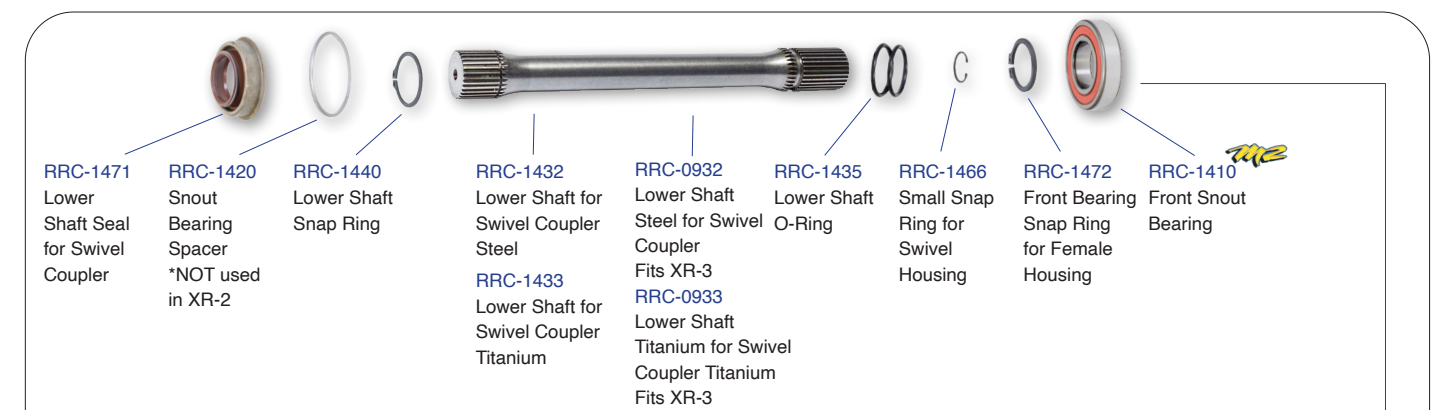 RRC-1471
Lower
Shaft Seal
for Swivel
Coupler
RRC-1420
Snout
Bearing
Spacer
*NOT used
in XR-2
RRC-1440
Lower Shaft
Snap Ring
RRC-1432
Lower Shaft for
Swivel Coupler
Steel
RRC-1433
Lower Shaft for
Swivel Coupler
Titanium
RRC-0932
Lower Shaft
Steel for Swivel
Coupler
Fits XR-3
RRC-0933
Lower Shaft
Titanium for Swivel
Coupler Titanium
Fits XR-3
RRC-1435
Lower Shaft
O-Ring
RRC-1466
Small Snap
Ring for
Swivel
Housing
RRC-1472
Front Bearing
Snap Ring
for Female
Housing
M2
RRC-1410
Front Snout
Bearing